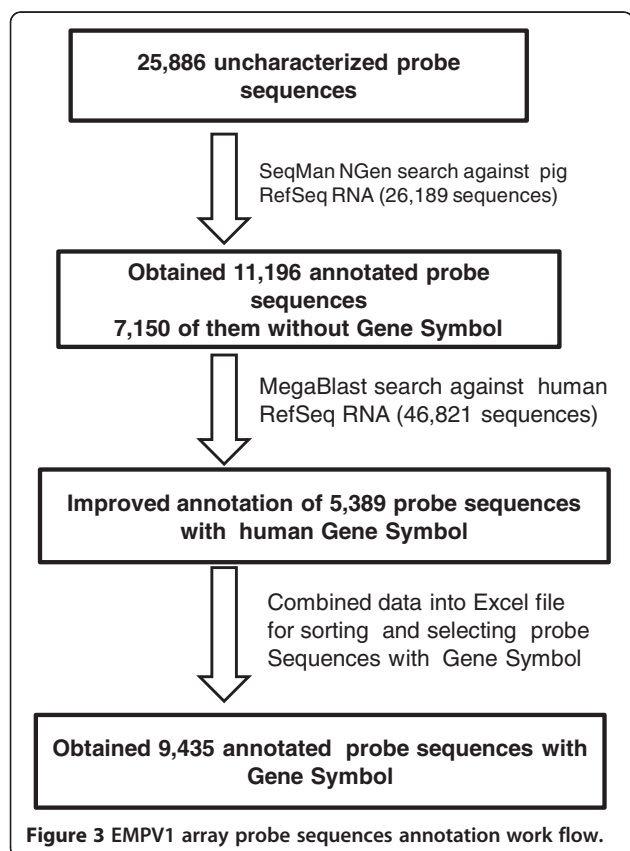 25,886 uncharacterized probe
sequences
SeqMan NGen search against pig
RefSeq RNA (26,189 sequences)
Obtained 11,196 annotated probe
sequences
7,150 of them without Gene Symbol
MegaBlast search against human
RefSeq RNA (46,821 sequences)
Improved annotation of 5,389 probe sequences
with human Gene Symbol
Combined data into Excel file
for sorting and selecting probe
Sequences with Gene Symbol
Obtained 9,435 annotated probe sequences with
Gene Symbol
Figure 3 EMPV1 array probe sequences annotation work flow.